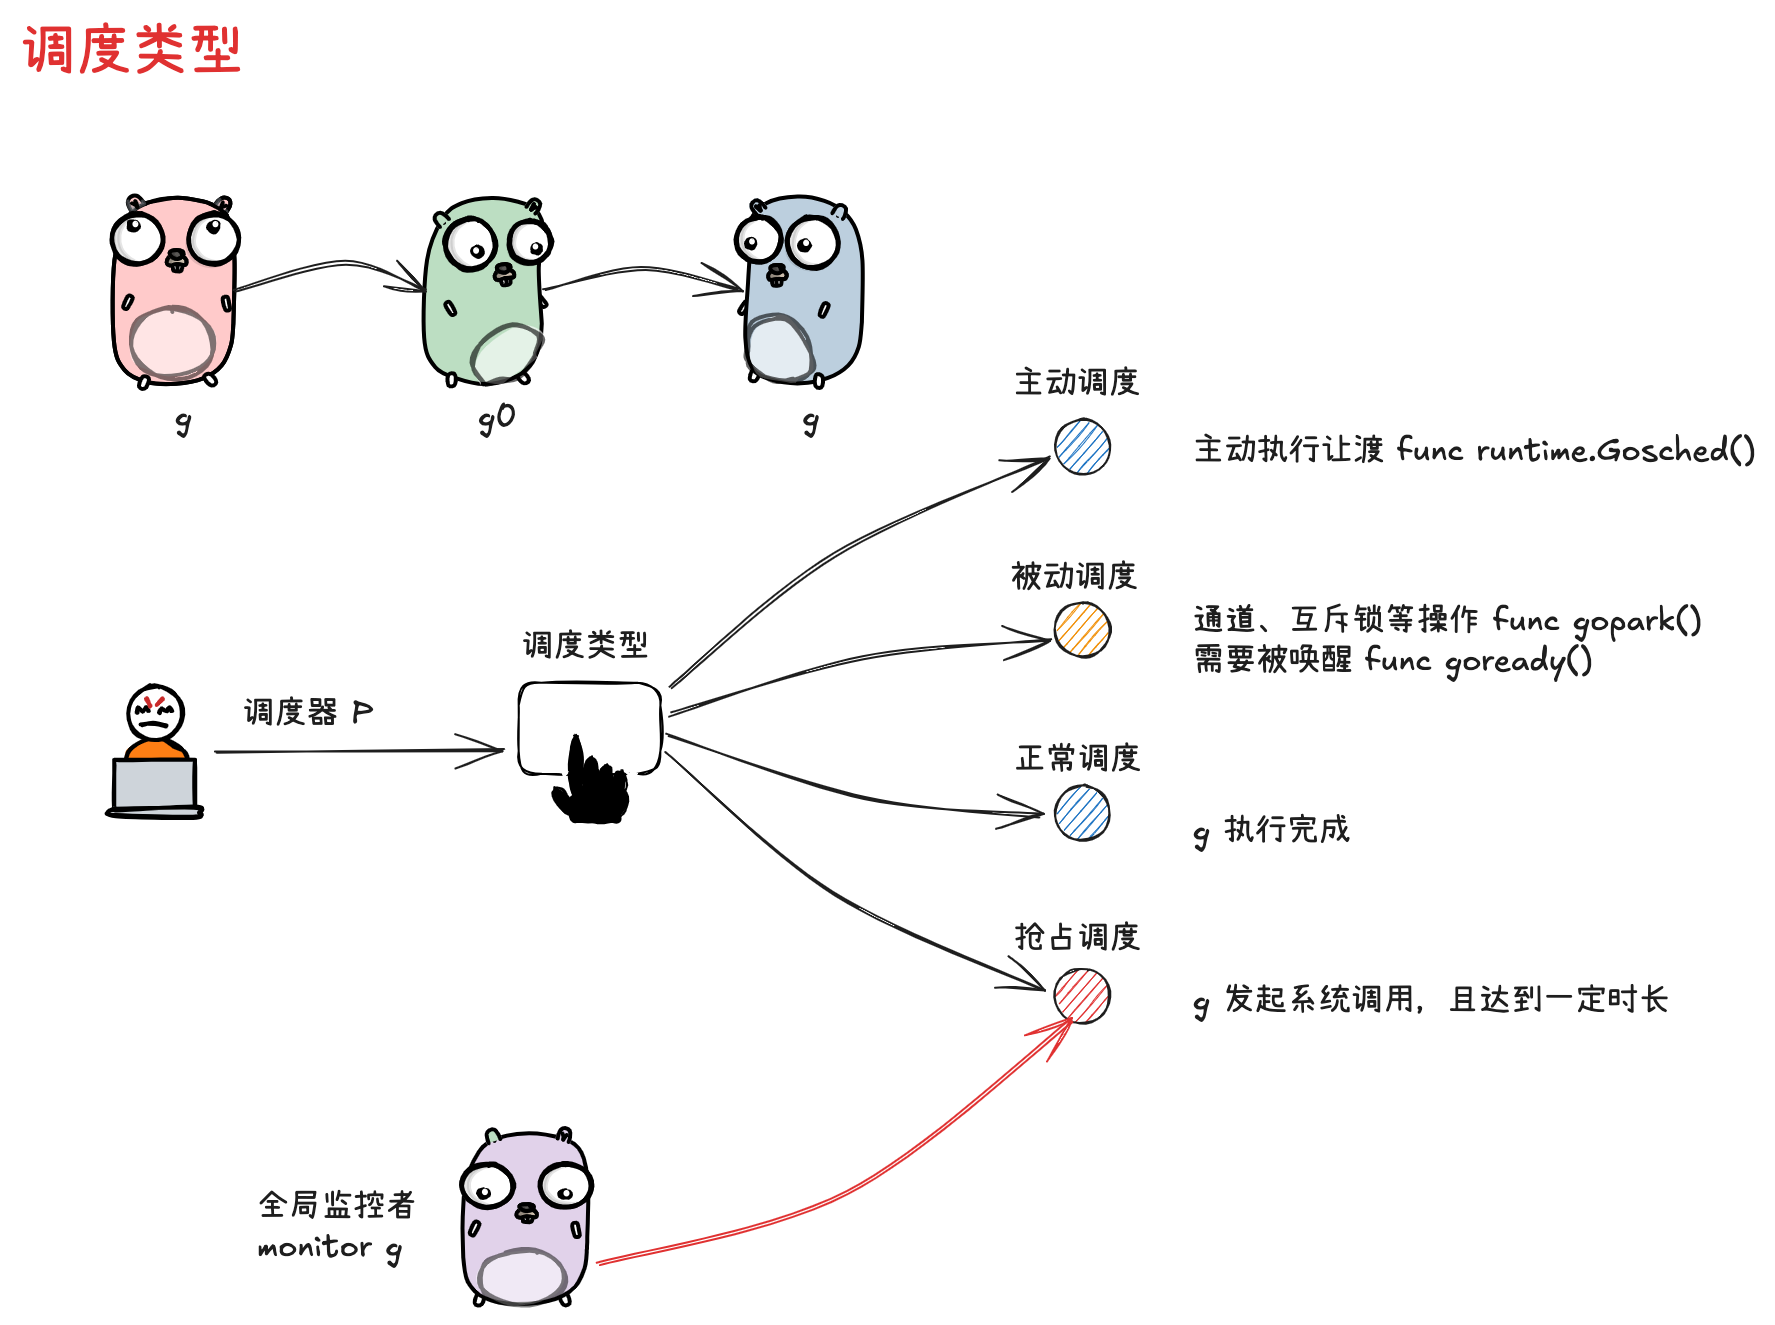 调度类型
g
g0
g
主动调度
主动执行让渡 func runtime.Gosched()
被动调度
通道、互斥锁等操作 func gopark()
需要被唤醒 func goready()
调度类型
调度器 P
正常调度
g 执行完成
抢占调度
g 发起系统调用，且达到一定时长
全局监控者
monitor g